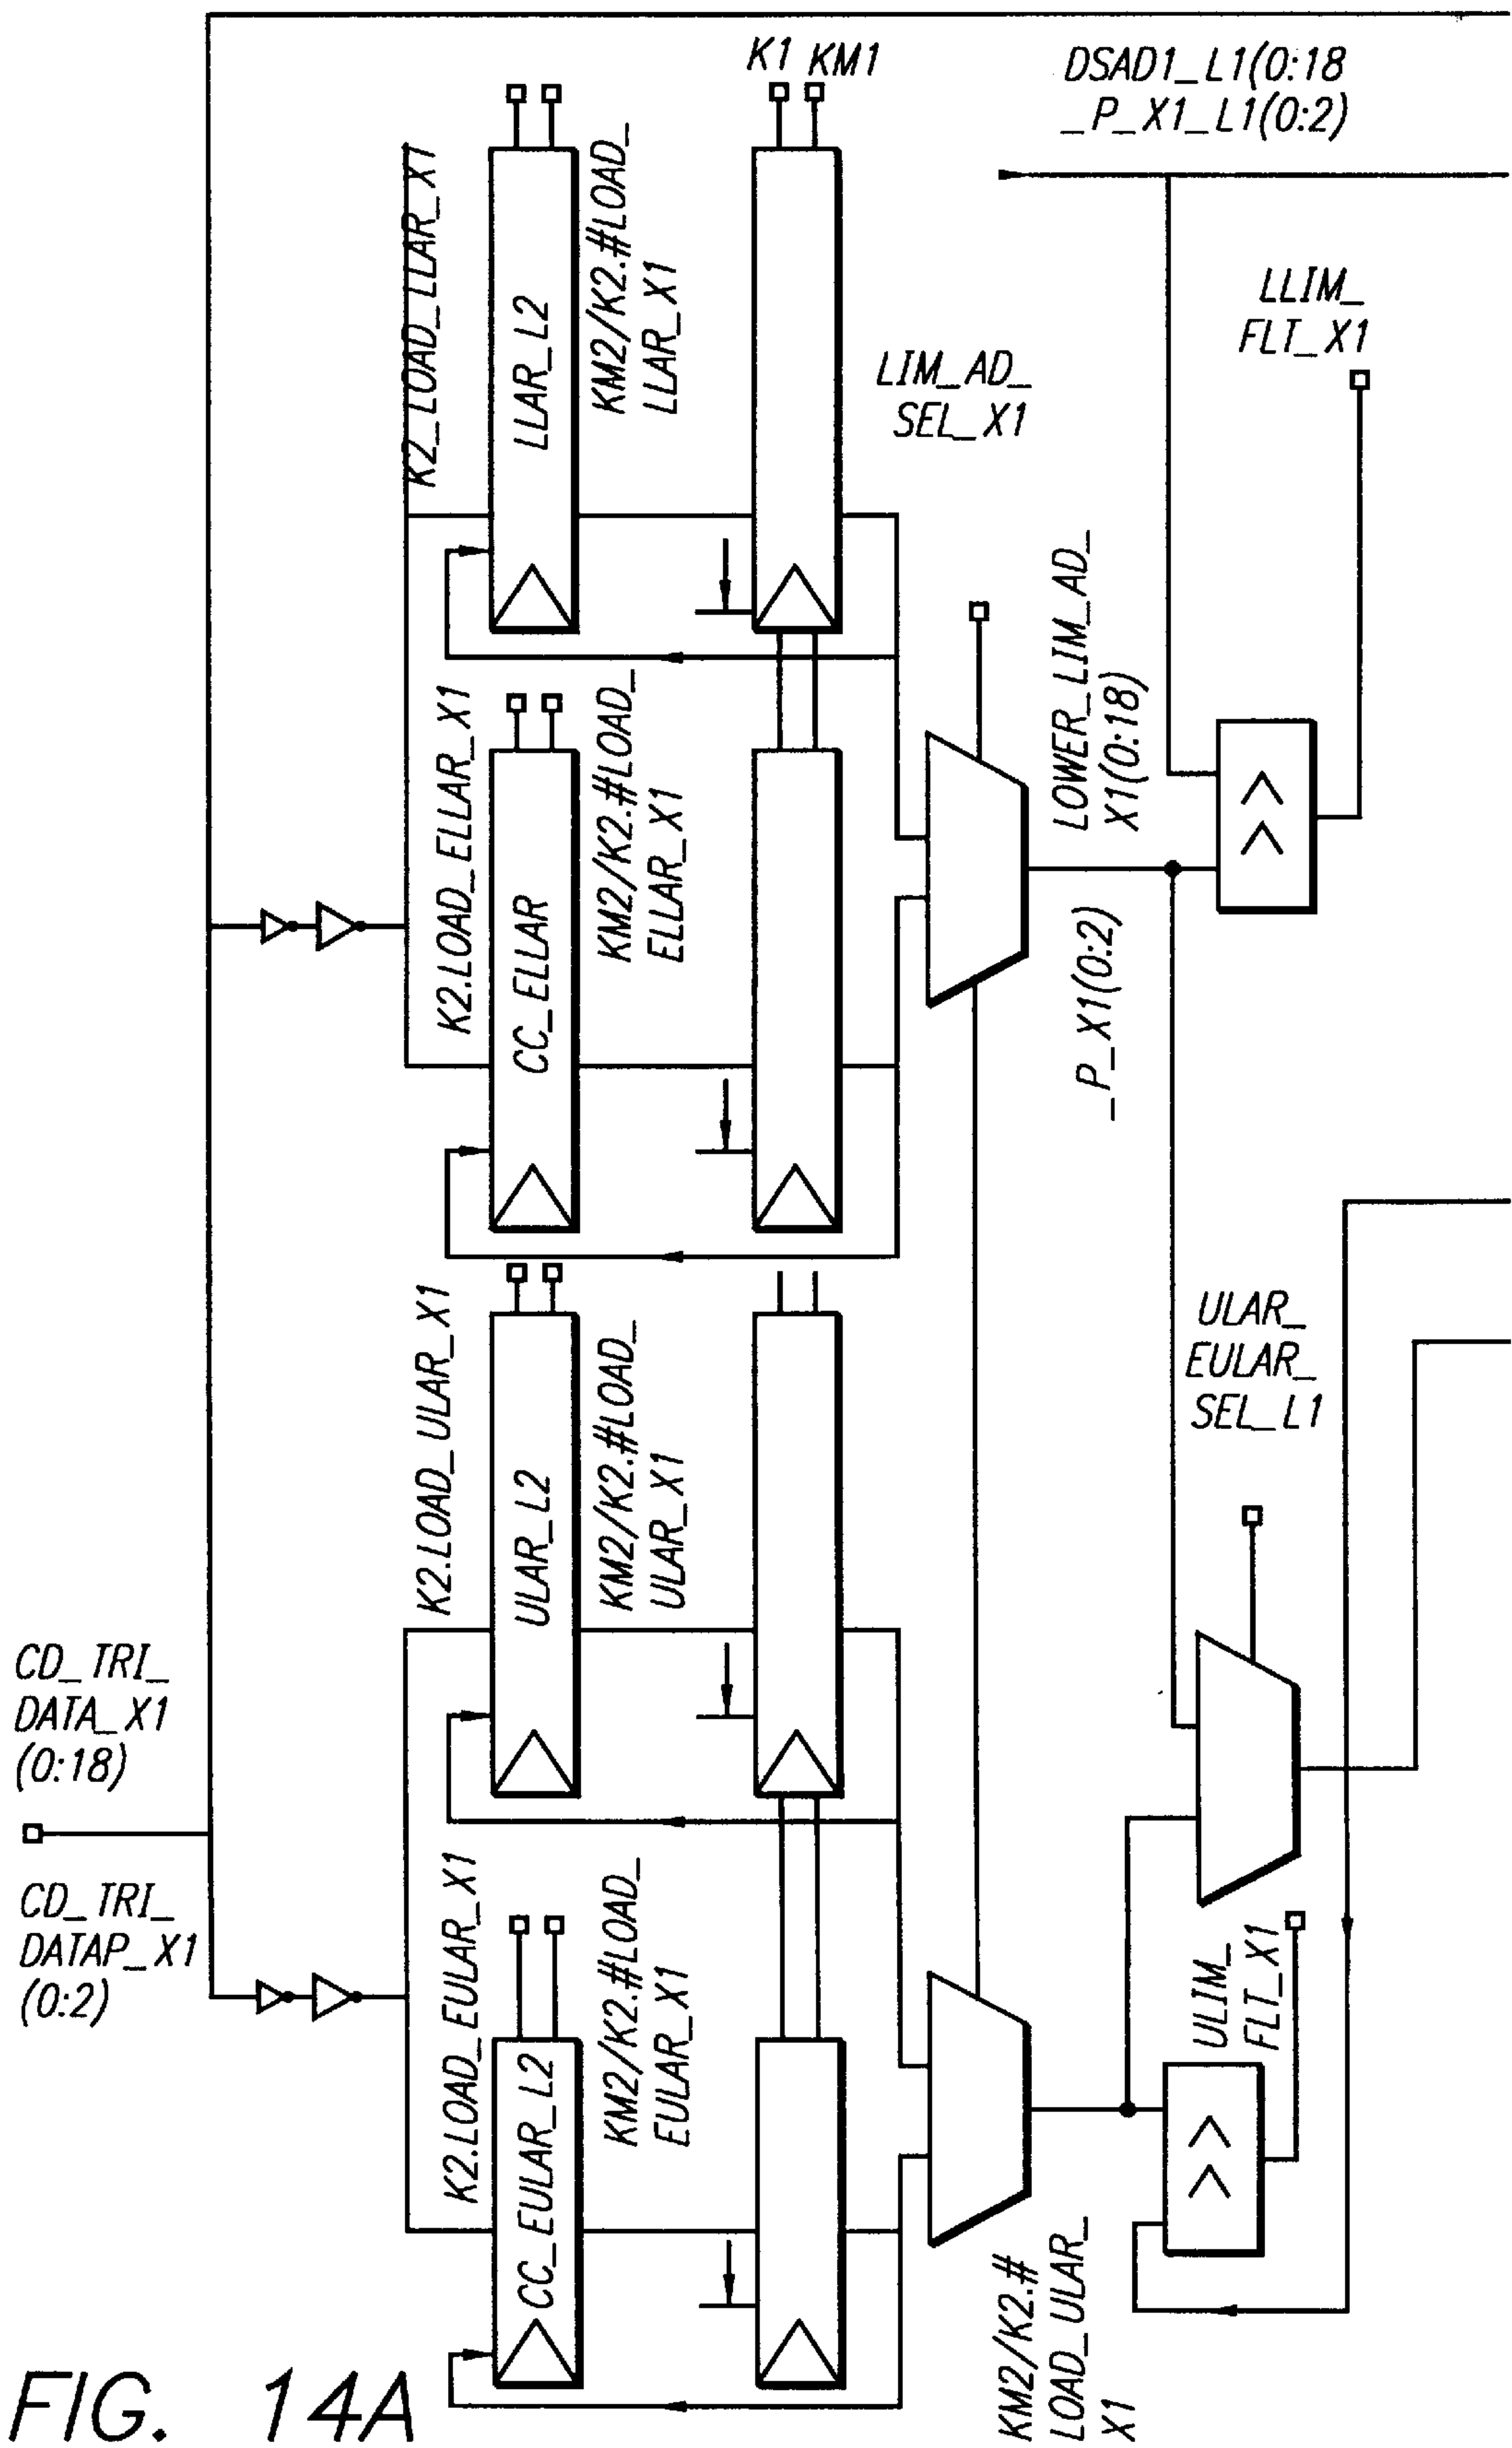 K1 KM1
DSAD1_L1(0:18
_P_X1_L1(0:2)
K2_LOAD_LLAR_X1
LLAR_L2
KM2/K2.#LOAD_
LLAR_X1
LIM_AD_
SEL_X1
LLIM_
FLT_X1
K2.LOAD_ELLAR_X1
CC_ELLAR
KM2/K2.#LOAD_
ELLAR_X1
LOWER_LIM_AD_
X1(0:18)
_P_X1(0:2)
K2.LOAD_ULAR_X1
ULAR_L2
KM2/K2.#LOAD_
ULAR_X1
ULAR_
EULAR_
SEL_L1
CD_TRI_
DATA_X1
(0:18)
CD_TRI_
DATAP_X1
(0:2)
K2.LOAD_EULAR_X1
CC_EULAR_L2
KM2/K2.#LOAD_
EULAR_X1
ULIM_
FLT_X1
KM2/K2.#
LOAD_ULAR_
X1
FIG. 14A